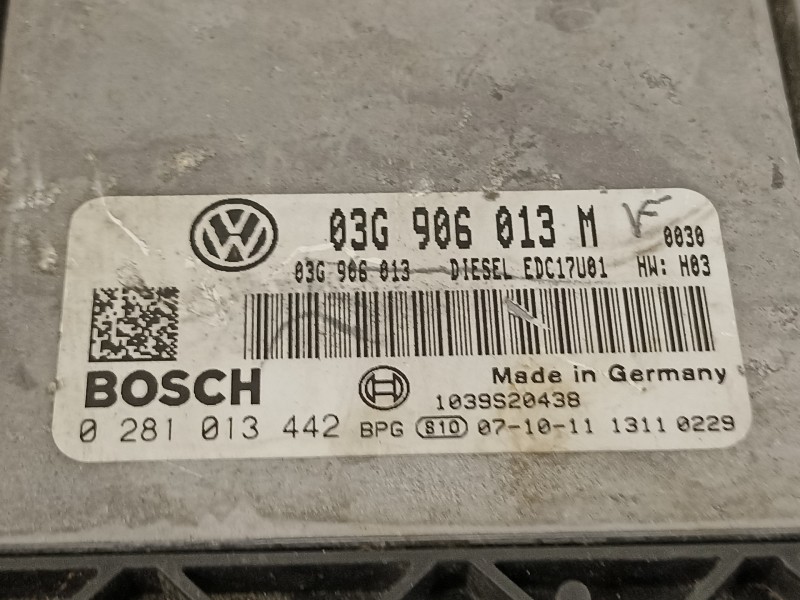 03G 906 013 M VF 0030
03G 906 013 DIESEL EDC17U01 HW: H03
BOSCH Made in Germany
1039S20438
0 281 013 442 BPG S10 07-10-11 1311 0229